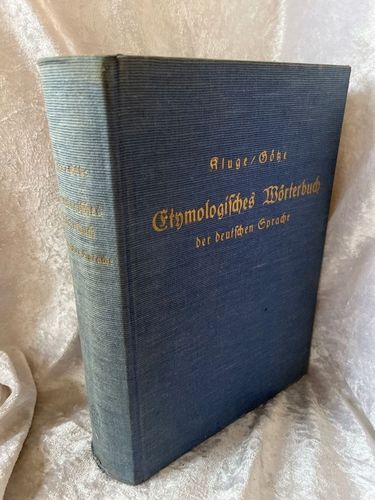 Kluge/Götze
Etymologisches Wörterbuch
der deutschen Sprache